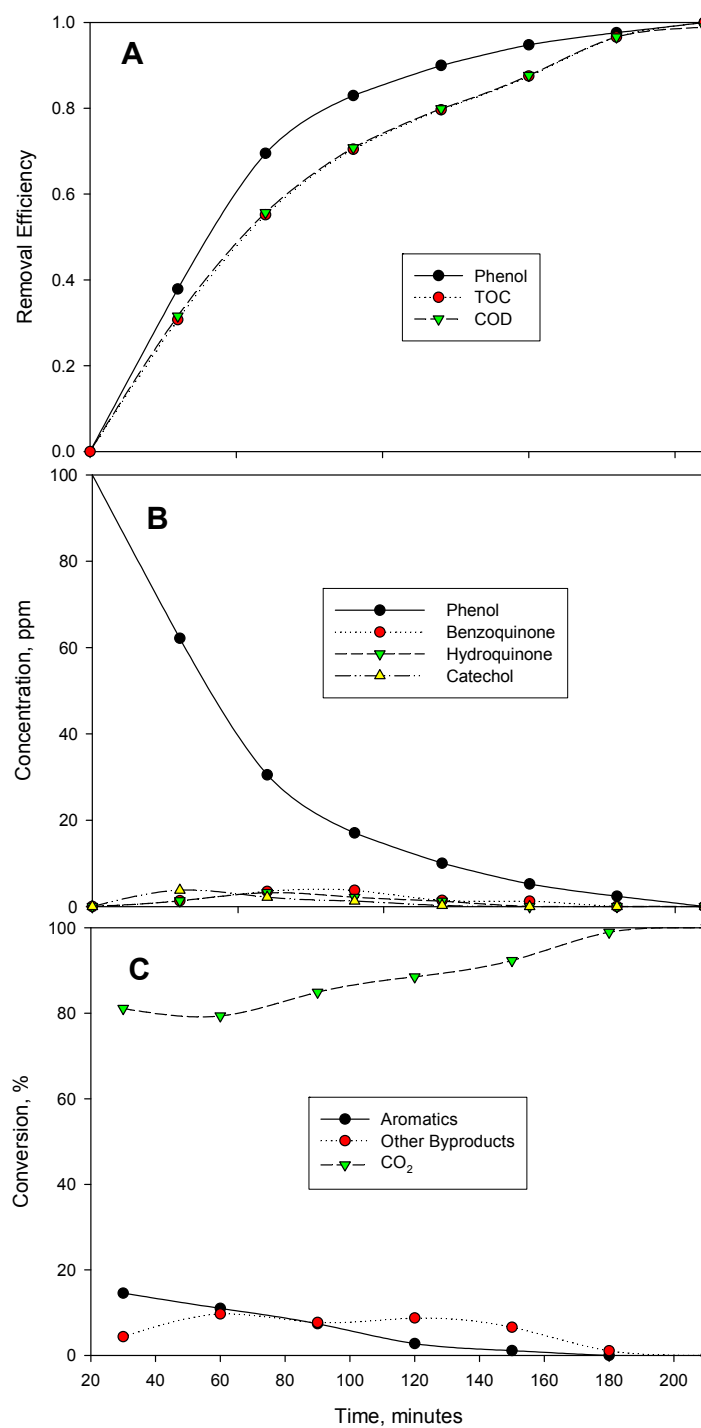 A
1.0
0.8
0.6
0.4
0.2
0.0
Removal Efficiency
Phenol
TOC
COD
B
100
80
60
40
20
0
Concentration, ppm
Phenol
Benzoquinone
Hydroquinone
Catechol
C
100
80
60
40
20
0
Conversion, %
Aromatics
Other Byproducts
CO₂
20 40 60 80 100 120 140 160 180 200
Time, minutes